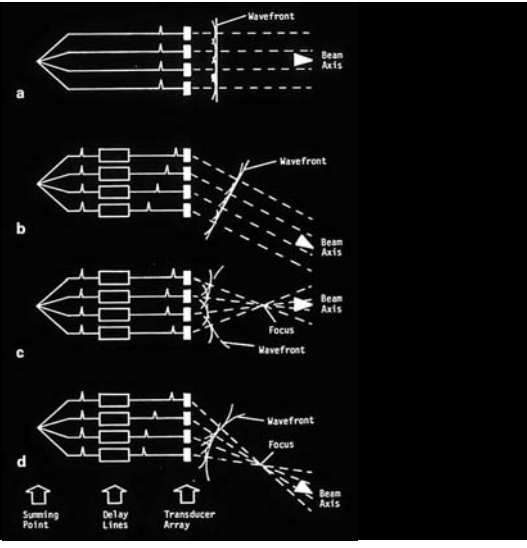 Wavefront
Beam
Axis
a
Wavefront
Beam
Axis
b
Beam
Axis
Focus
Wavefront
c
Wavefront
Focus
d
Beam
Axis
Summing
Point
Delay
Lines
Transducer
Array